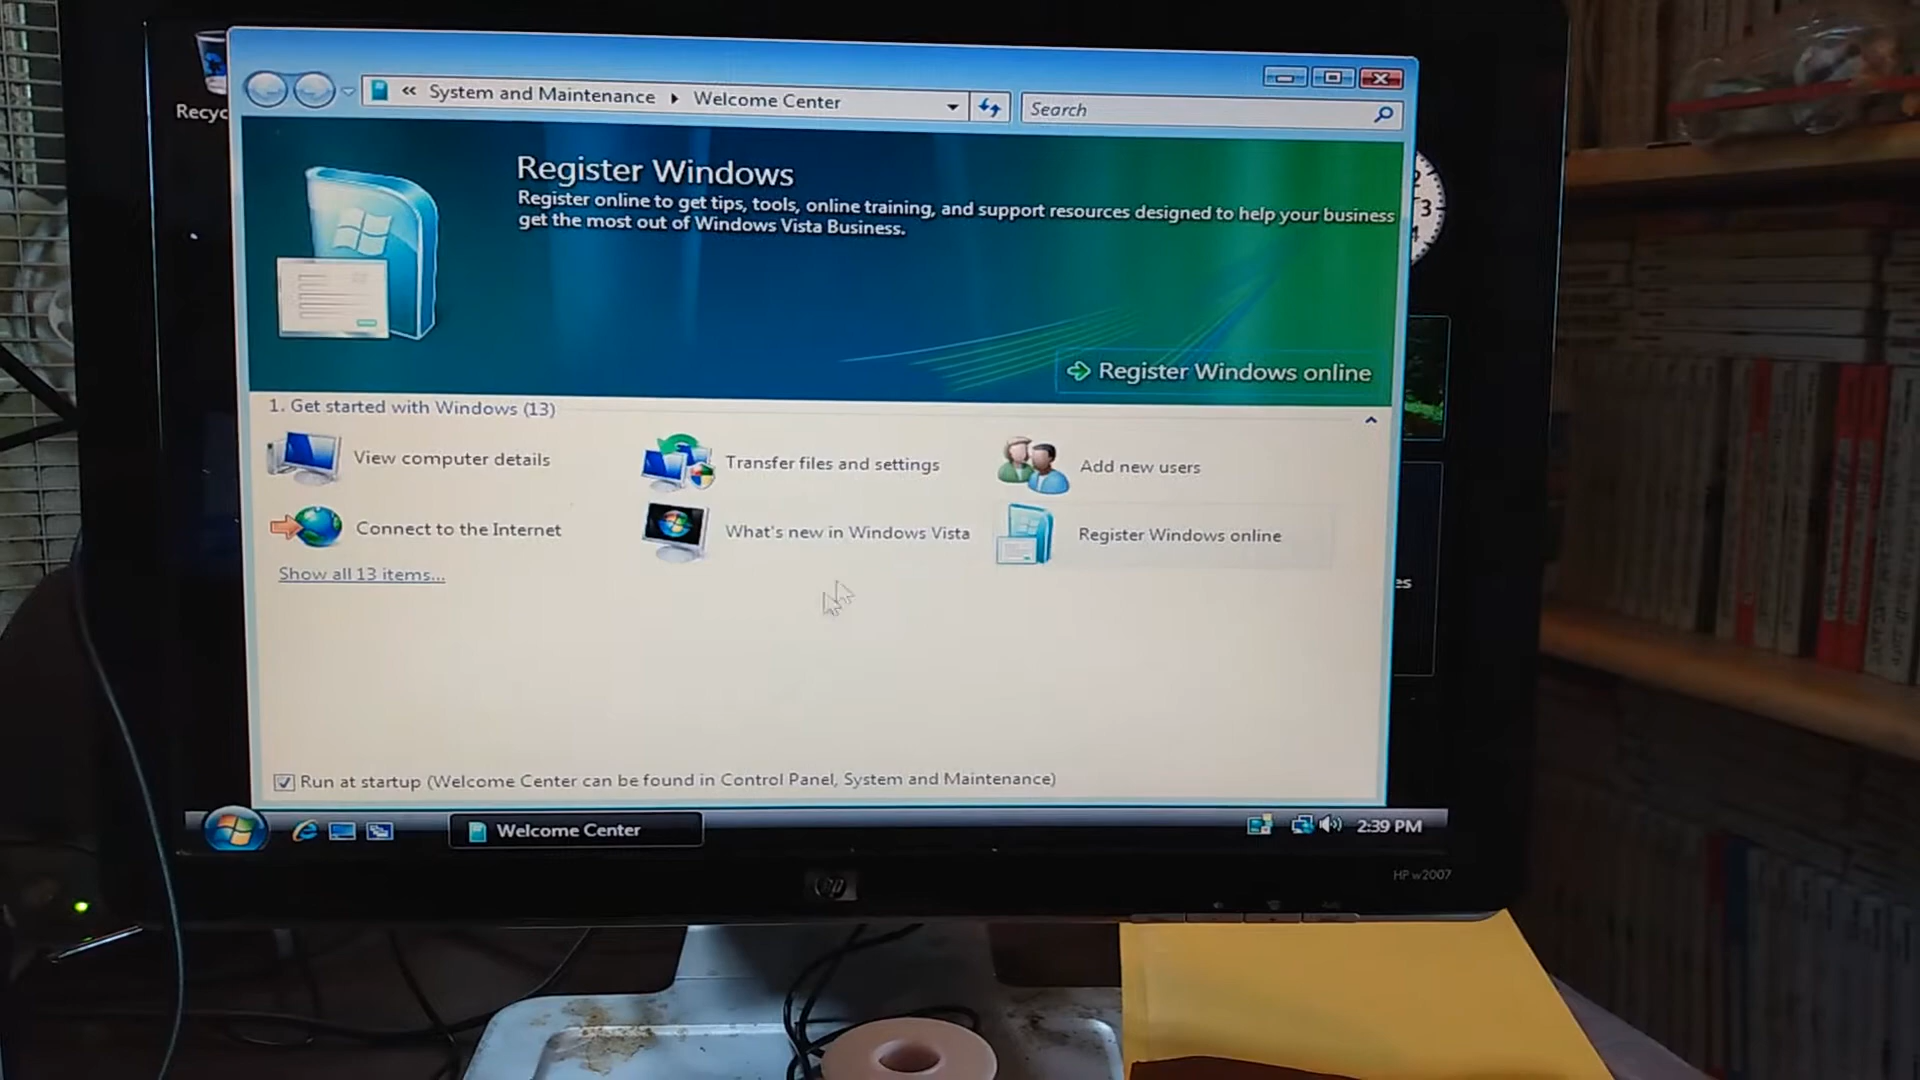 Recyc
« System and Maintenance ▸ Welcome Center
Search
Register Windows
Register online to get tips, tools, online training, and support resources designed to help your business
get the most out of Windows Vista Business.
Register Windows online
1. Get started with Windows (13)
View computer details
Transfer files and settings
Add new users
Connect to the Internet
What's new in Windows Vista
Register Windows online
Show all 13 items...
Run at startup (Welcome Center can be found in Control Panel, System and Maintenance)
Welcome Center
2:39 PM
hp
HP w2007
3
4
es